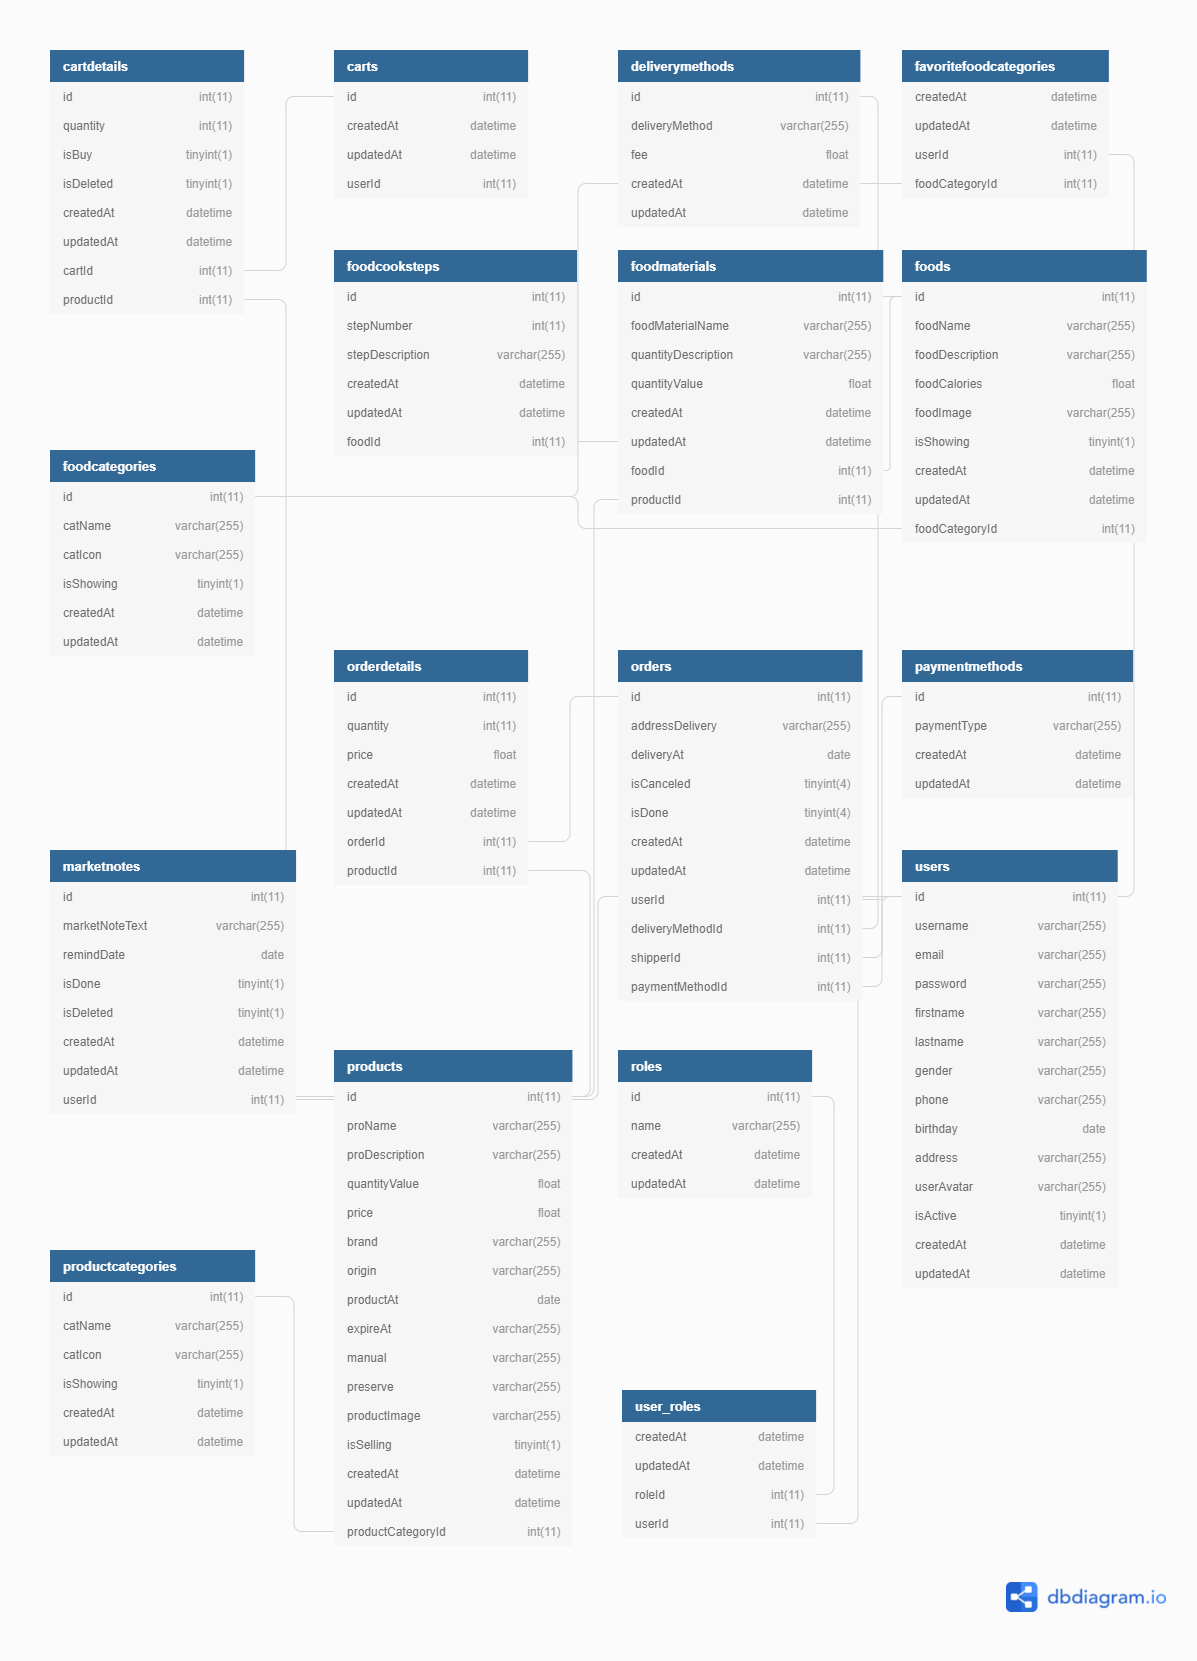 cartdetails
id int(11)
quantity int(11)
isBuy tinyint(1)
isDeleted tinyint(1)
createdAt datetime
updatedAt datetime
cartId int(11)
productId int(11)
carts
id int(11)
createdAt datetime
updatedAt datetime
userId int(11)
deliverymethods
id int(11)
deliveryMethod varchar(255)
fee float
createdAt datetime
updatedAt datetime
favoritefoodcategories
createdAt datetime
updatedAt datetime
userId int(11)
foodCategoryId int(11)
foodcooksteps
id int(11)
stepNumber int(11)
stepDescription varchar(255)
createdAt datetime
updatedAt datetime
foodId int(11)
foodmaterials
id int(11)
foodMaterialName varchar(255)
quantityDescription varchar(255)
quantityValue float
createdAt datetime
updatedAt datetime
foodId int(11)
productId int(11)
foods
id int(11)
foodName varchar(255)
foodDescription varchar(255)
foodCalories float
foodImage varchar(255)
isShowing tinyint(1)
createdAt datetime
updatedAt datetime
foodCategoryId int(11)
foodcategories
id int(11)
catName varchar(255)
catIcon varchar(255)
isShowing tinyint(1)
createdAt datetime
updatedAt datetime
orderdetails
id int(11)
quantity int(11)
price float
createdAt datetime
updatedAt datetime
orderId int(11)
productId int(11)
orders
id int(11)
addressDelivery varchar(255)
deliveryAt date
isCanceled tinyint(4)
isDone tinyint(4)
createdAt datetime
updatedAt datetime
userId int(11)
deliveryMethodId int(11)
shipperId int(11)
paymentMethodId int(11)
paymentmethods
id int(11)
paymentType varchar(255)
createdAt datetime
updatedAt datetime
marketnotes
id int(11)
marketNoteText varchar(255)
remindDate date
isDone tinyint(1)
isDeleted tinyint(1)
createdAt datetime
updatedAt datetime
userId int(11)
users
id int(11)
username varchar(255)
email varchar(255)
password varchar(255)
firstname varchar(255)
lastname varchar(255)
gender varchar(255)
phone varchar(255)
birthday date
address varchar(255)
userAvatar varchar(255)
isActive tinyint(1)
createdAt datetime
updatedAt datetime
products
id int(11)
proName varchar(255)
proDescription varchar(255)
quantityValue float
price float
brand varchar(255)
origin varchar(255)
productAt date
expireAt varchar(255)
manual varchar(255)
preserve varchar(255)
productImage varchar(255)
isSelling tinyint(1)
createdAt datetime
updatedAt datetime
productCategoryId int(11)
roles
id int(11)
name varchar(255)
createdAt datetime
updatedAt datetime
productcategories
id int(11)
catName varchar(255)
catIcon varchar(255)
isShowing tinyint(1)
createdAt datetime
updatedAt datetime
user_roles
createdAt datetime
updatedAt datetime
roleId int(11)
userId int(11)
dbdiagram.io